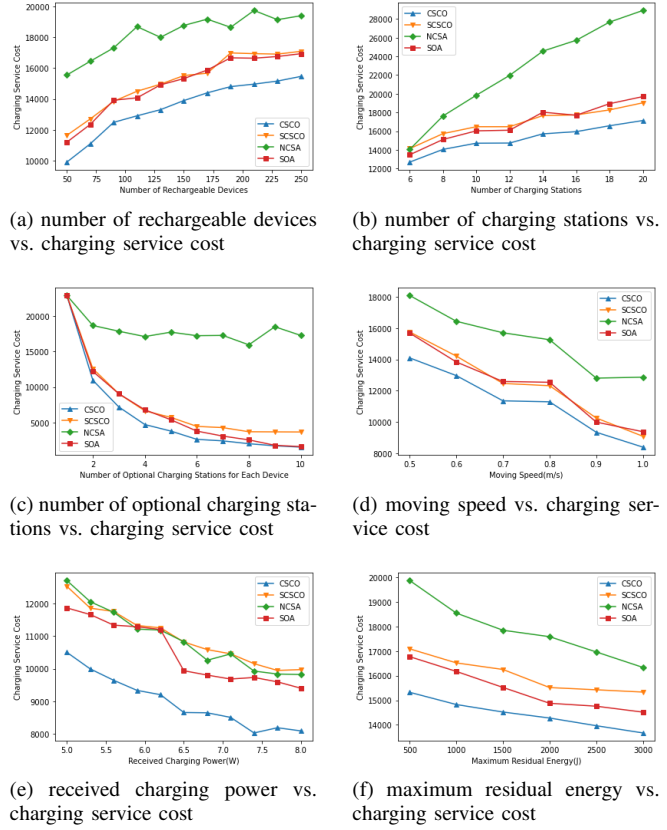 20000
18000
16000
14000
12000
10000
Charging Service Cost
50 75 100 125 150 175 200 225 250
Number of Rechargeable Devices
CSCO
SCSCO
NCSA
SOA
28000
26000
24000
22000
20000
18000
16000
14000
12000
Charging Service Cost
6 8 10 12 14 16 18 20
Number of Charging Stations
CSCO
SCSCO
NCSA
SOA
(a) number of rechargeable devices
vs. charging service cost
(b) number of charging stations vs.
charging service cost
20000
15000
10000
5000
Charging Service Cost
2 4 6 8 10
Number of Optional Charging Stations for Each Device
CSCO
SCSCO
NCSA
SOA
18000
16000
14000
12000
10000
8000
Charging Service Cost
0.5 0.6 0.7 0.8 0.9 1.0
Moving Speed(m/s)
CSCO
SCSCO
NCSA
SOA
(c) number of optional charging sta-
tions vs. charging service cost
(d) moving speed vs. charging ser-
vice cost
12000
11000
10000
9000
8000
Charging Service Cost
5.0 5.5 6.0 6.5 7.0 7.5 8.0
Received Charging Power(W)
CSCO
SCSCO
NCSA
SOA
20000
19000
18000
17000
16000
15000
14000
Charging Service Cost
500 1000 1500 2000 2500 3000
Maximum Residual Energy(J)
CSCO
SCSCO
NCSA
SOA
(e) received charging power vs.
charging service cost
(f) maximum residual energy vs.
charging service cost